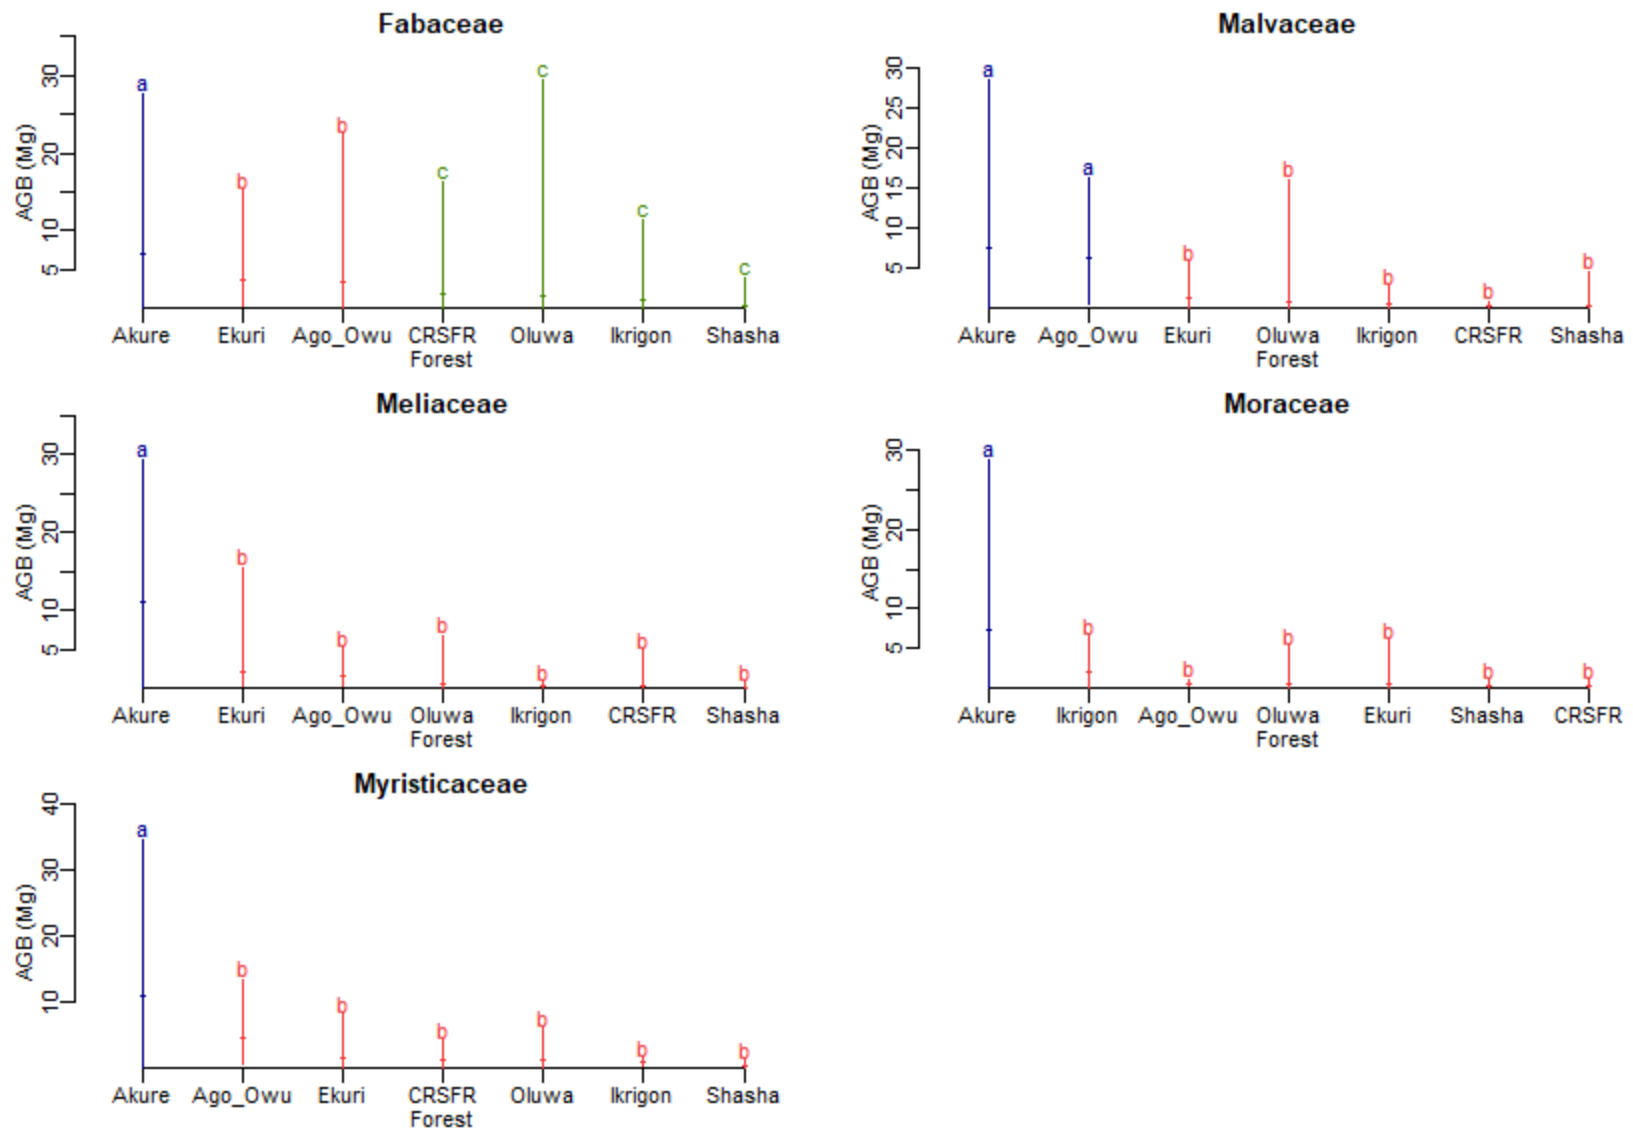 Fabaceae
30
20
10
5
AGB (Mg)
a
b
b
c
c
c
c
Akure Ekuri Ago_Owu CRSFR Oluwa Ikrigon Shasha
Forest
Malvaceae
30
25
20
15
10
5
AGB (Mg)
a
a
b
b
b
b
b
Akure Ago_Owu Ekuri Oluwa Ikrigon CRSFR Shasha
Forest
Meliaceae
30
20
10
5
AGB (Mg)
a
b
b
b
b
b
b
Akure Ekuri Ago_Owu Oluwa Ikrigon CRSFR Shasha
Forest
Moraceae
30
20
10
5
AGB (Mg)
a
b
b
b
b
b
b
Akure Ikrigon Ago_Owu Oluwa Ekuri Shasha CRSFR
Forest
Myristicaceae
40
30
20
10
AGB (Mg)
a
b
b
b
b
b
b
Akure Ago_Owu Ekuri CRSFR Oluwa Ikrigon Shasha
Forest